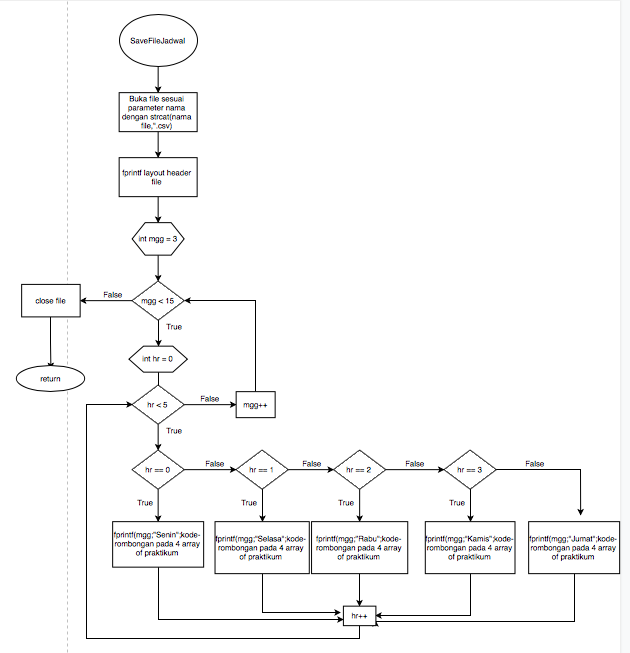 SaveFileJadwal
Buka file sesuai
parameter nama
dengan strcat(nama
file,".csv)
fprintf layout header
file
int mgg = 3
close file
False
mgg < 15
True
return
int hr = 0
hr < 5
False
mgg++
True
hr == 0
False
hr == 1
False
hr == 2
False
hr == 3
False
True
True
True
True
fprintf(mgg;"Senin";kode-
rombongan pada 4 array
of praktikum
fprintf(mgg;"Selasa";kode-
rombongan pada 4 array
of praktikum
fprintf(mgg;"Rabu";kode-
rombongan pada 4 array
of praktikum
fprintf(mgg;"Kamis";kode-
rombongan pada 4 array
of praktikum
fprintf(mgg;"Jumat";kode-
rombongan pada 4 array
of praktikum
hr++